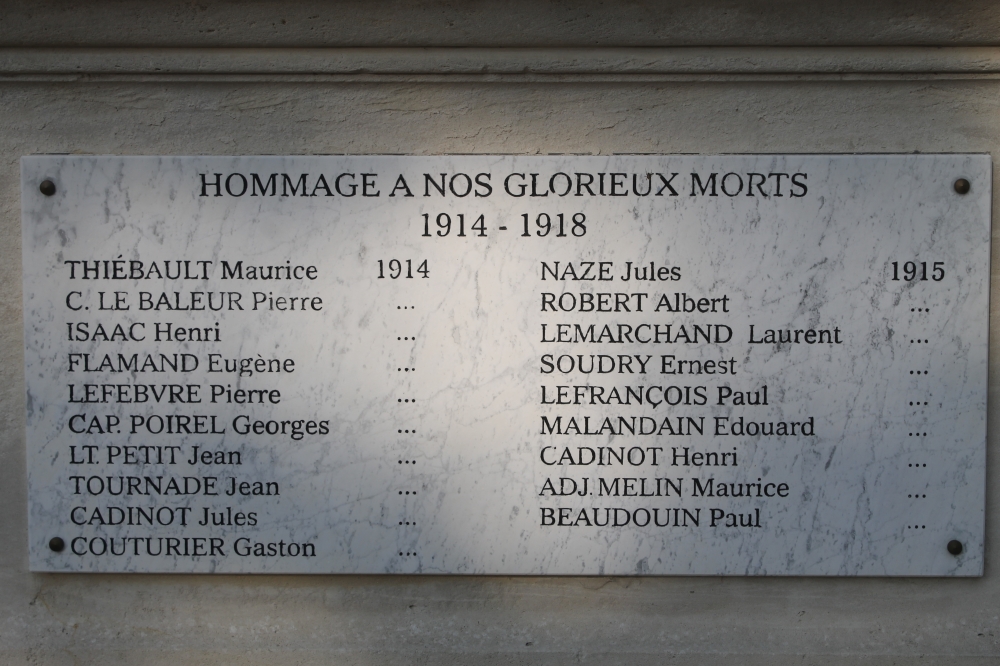 HOMMAGE A NOS GLORIEUX MORTS
1914 - 1918
THIÉBAULT Maurice 1914
C. LE BALEUR Pierre ...
ISAAC Henri ...
FLAMAND Eugène ...
LEFEBVRE Pierre ...
CAP. POIREL Georges ...
LT. PETIT Jean ...
TOURNADE Jean ...
CADINOT Jules ...
COUTURIER Gaston ...
NAZE Jules 1915
ROBERT Albert ...
LEMARCHAND Laurent ...
SOUDRY Ernest ...
LEFRANÇOIS Paul ...
MALANDAIN Edouard ...
CADINOT Henri ...
ADJ. MELIN Maurice ...
BEAUDOUIN Paul ...